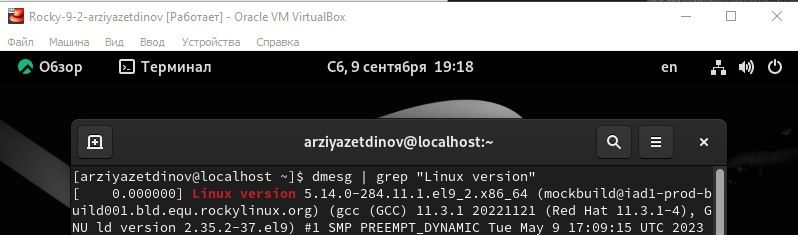 Rocky-9-2-arziyazetdinov [Работает] - Oracle VM VirtualBox
Файл Машина Вид Ввод Устройства Справка
Обзор Терминал Сб, 9 сентября 19:18 en
arziyazetdinov@localhost:~
[arziyazetdinov@localhost ~]$ dmesg | grep "Linux version"
[    0.000000] Linux version 5.14.0-284.11.1.el9_2.x86_64 (mockbuild@iad1-prod-b
uild001.bld.equ.rockylinux.org) (gcc (GCC) 11.3.1 20221121 (Red Hat 11.3.1-4), G
NU ld version 2.35.2-37.el9) #1 SMP PREEMPT_DYNAMIC Tue May 9 17:09:15 UTC 2023